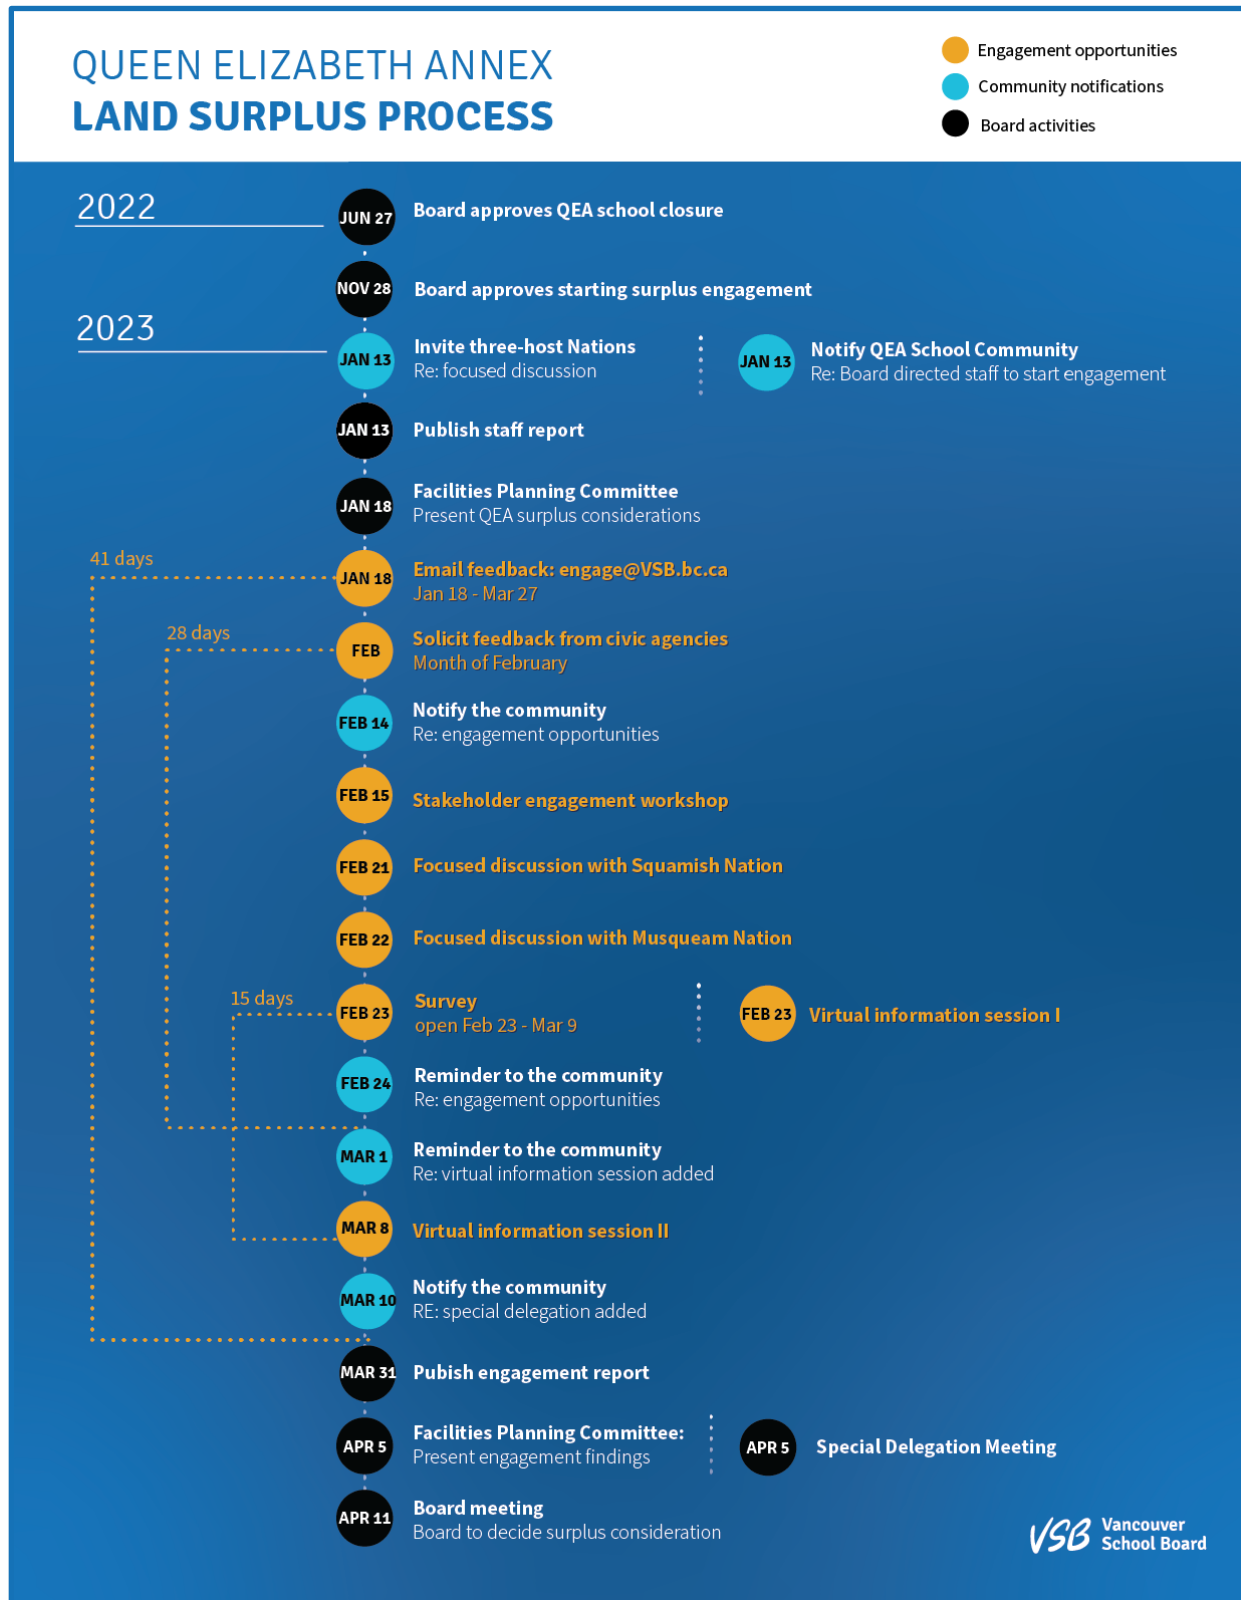 QUEEN ELIZABETH ANNEX
LAND SURPLUS PROCESS
Engagement opportunities
Community notifications
Board activities
2022
JUN 27
Board approves QEA school closure
NOV 28
Board approves starting surplus engagement
2023
JAN 13
Invite three-host Nations
Re: focused discussion
JAN 13
Notify QEA School Community
Re: Board directed staff to start engagement
JAN 13
Publish staff report
JAN 18
Facilities Planning Committee
Present QEA surplus considerations
41 days
JAN 18
Email feedback: engage@VSB.bc.ca
Jan 18 - Mar 27
28 days
FEB
Solicit feedback from civic agencies
Month of February
FEB 14
Notify the community
Re: engagement opportunities
FEB 15
Stakeholder engagement workshop
FEB 21
Focused discussion with Squamish Nation
FEB 22
Focused discussion with Musqueam Nation
15 days
FEB 23
Survey
open Feb 23 - Mar 9
FEB 23
Virtual information session I
FEB 24
Reminder to the community
Re: engagement opportunities
MAR 1
Reminder to the community
Re: virtual information session added
MAR 8
Virtual information session II
MAR 10
Notify the community
RE: special delegation added
MAR 31
Pubish engagement report
APR 5
Facilities Planning Committee:
Present engagement findings
APR 5
Special Delegation Meeting
APR 11
Board meeting
Board to decide surplus consideration
VSB
Vancouver
School Board